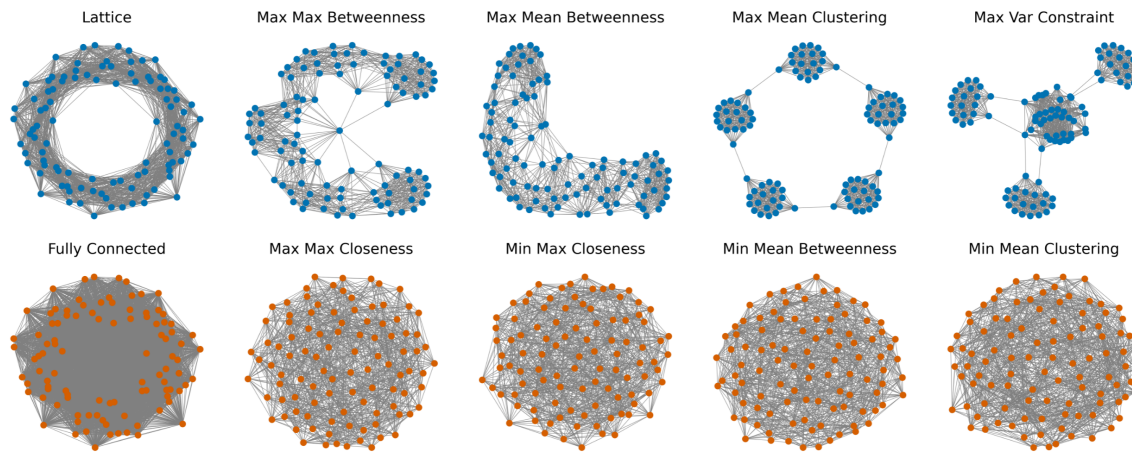 Lattice
Max Max Betweenness
Max Mean Betweenness
Max Mean Clustering
Max Var Constraint
Fully Connected
Max Max Closeness
Min Max Closeness
Min Mean Betweenness
Min Mean Clustering